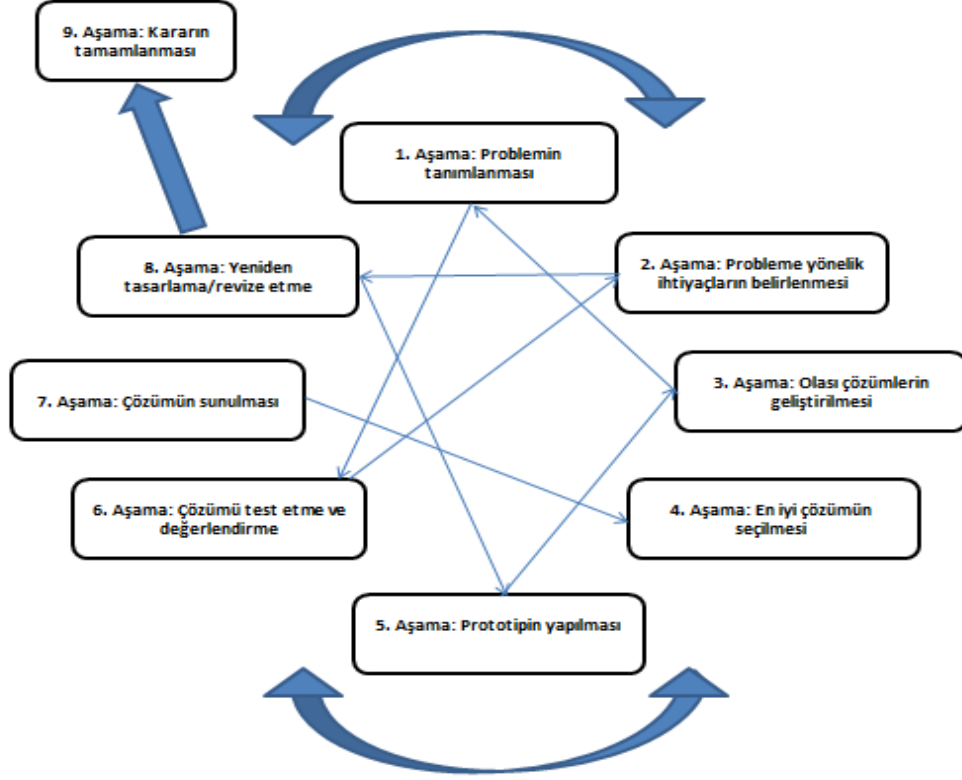 9. Aşama: Kararın
tamamlanması
1. Aşama: Problemin
tanımlanması
8. Aşama: Yeniden
tasarlama/revize etme
2. Aşama: Probleme yönelik
ihtiyaçların belirlenmesi
7. Aşama: Çözümün sunulması
3. Aşama: Olası çözümlerin
geliştirilmesi
6. Aşama: Çözümü test etme ve
değerlendirme
4. Aşama: En iyi çözümün
seçilmesi
5. Aşama: Prototipin yapılması